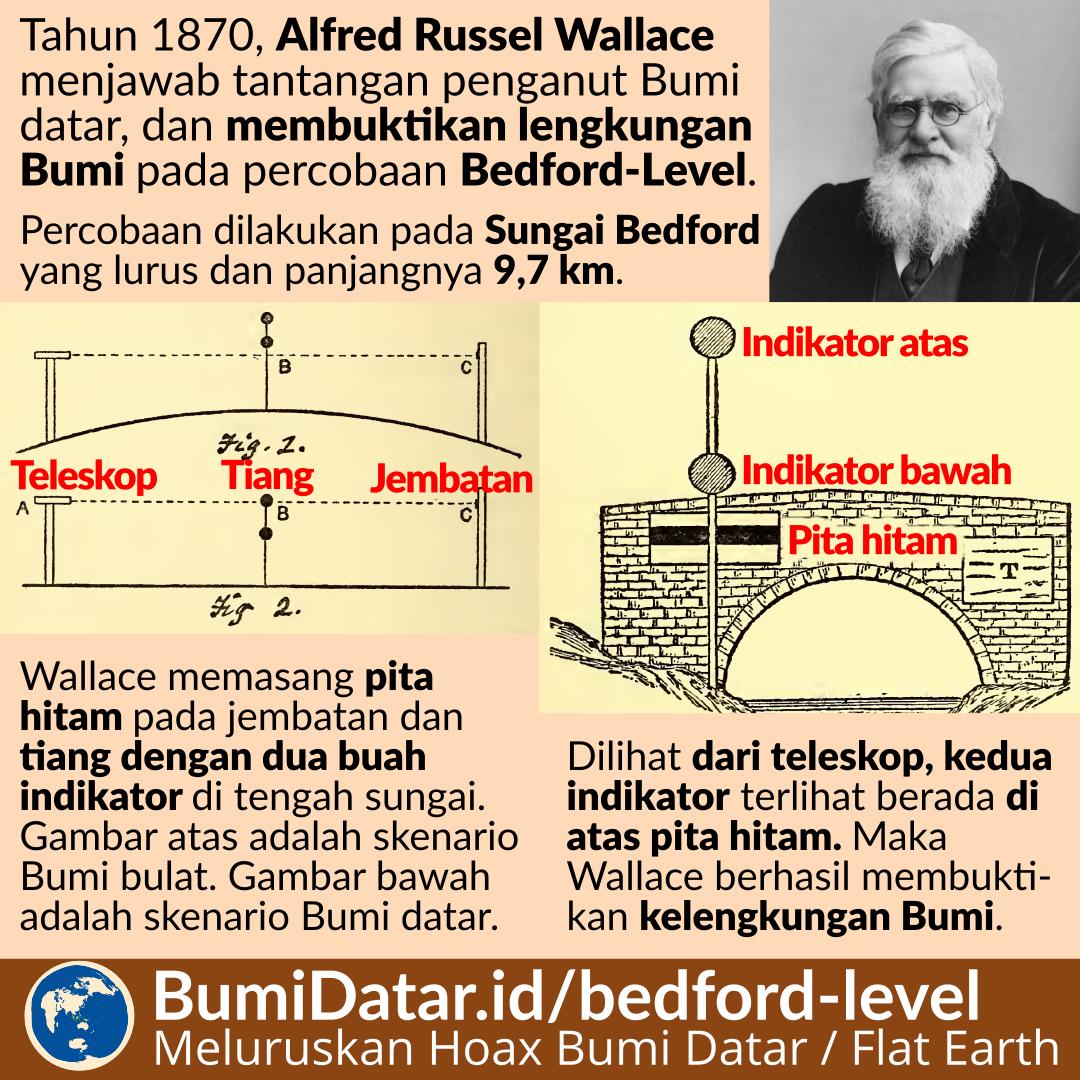 Tahun 1870, Alfred Russel Wallace
menjawab tantangan penganut Bumi
datar, dan membuktikan lengkungan
Bumi pada percobaan Bedford-Level.
Percobaan dilakukan pada Sungai Bedford
yang lurus dan panjangnya 9,7 km.
B
C
Fig. 1.
Teleskop
Tiang
Jembatan
A
B
C
Fig 2.
Indikator atas
Indikator bawah
Pita hitam
T
Wallace memasang pita
hitam pada jembatan dan
tiang dengan dua buah
indikator di tengah sungai.
Gambar atas adalah skenario
Bumi bulat. Gambar bawah
adalah skenario Bumi datar.
Dilihat dari teleskop, kedua
indikator terlihat berada di
atas pita hitam. Maka
Wallace berhasil membukti-
kan kelengkungan Bumi.
BumiDatar.id/bedford-level
Meluruskan Hoax Bumi Datar / Flat Earth